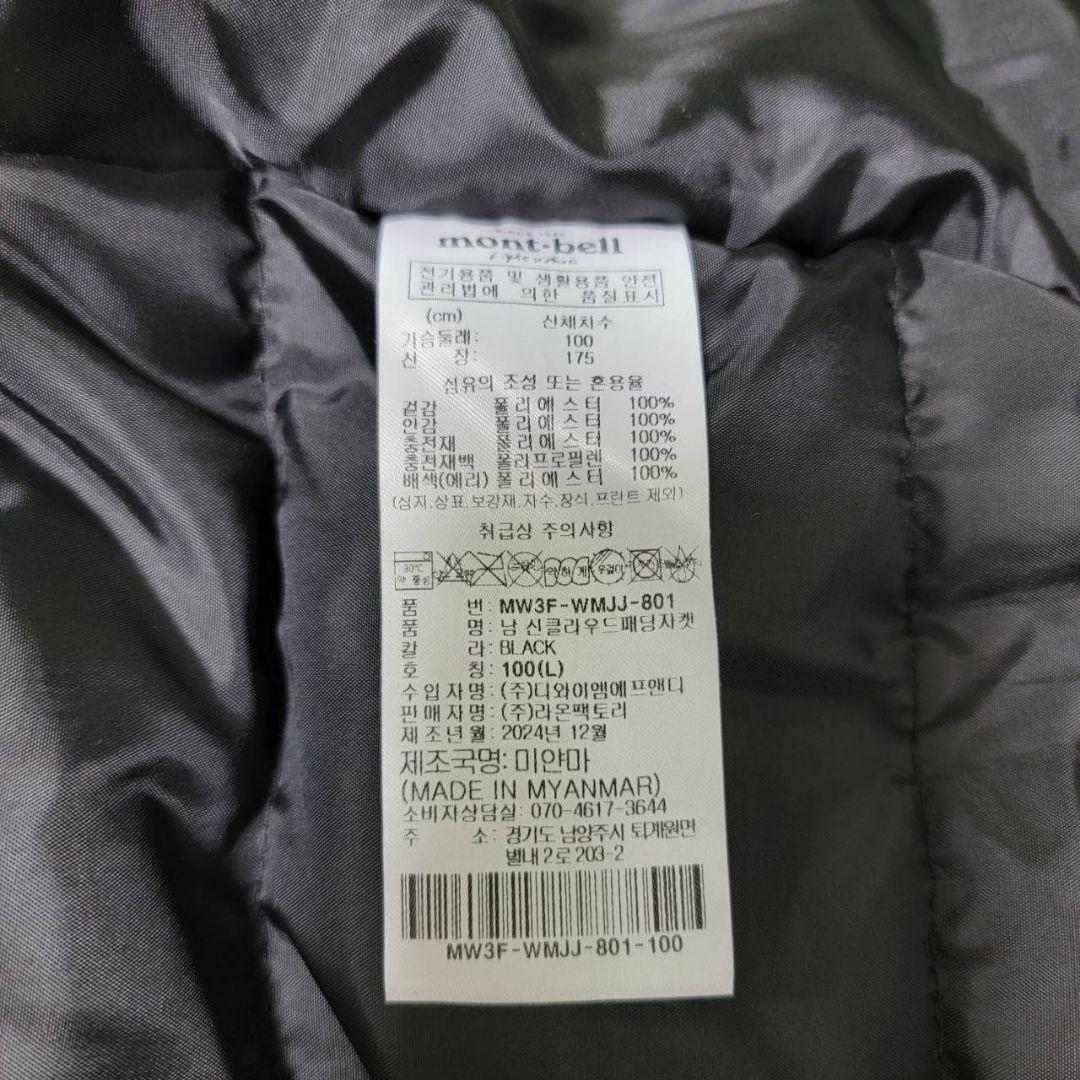 SINCE 1975
mont·bell
light & fast
전기용품 및 생활용품 안전
관리법에 의한 품질표시
(cm) 신체치수
가슴둘레: 100
신 장: 175
섬유의 조성 또는 혼용율
겉감 폴리에스터 100%
안감 폴리에스터 100%
충전재 폴리에스터 100%
충전재백 폴리프로필렌 100%
배색(에리) 폴리에스터 100%
(심지,상표,보강재,자수,장식,프린트 제외)
취급상 주의사항
30℃
약 중성
약하게
옷걸이
품 번: MW3F-WMJJ-801
품 명: 남 신클라우드패딩자켓
칼 라: BLACK
호 칭: 100(L)
수입자명: (주)디와이엠에프앤디
판매자명: (주)라온팩토리
제조년월: 2024년 12월
제조국명: 미얀마
(MADE IN MYANMAR)
소비자상담실: 070-4617-3644
주 소: 경기도 남양주시 퇴계원면
별내2로 203-2
MW3F-WMJJ-801-100